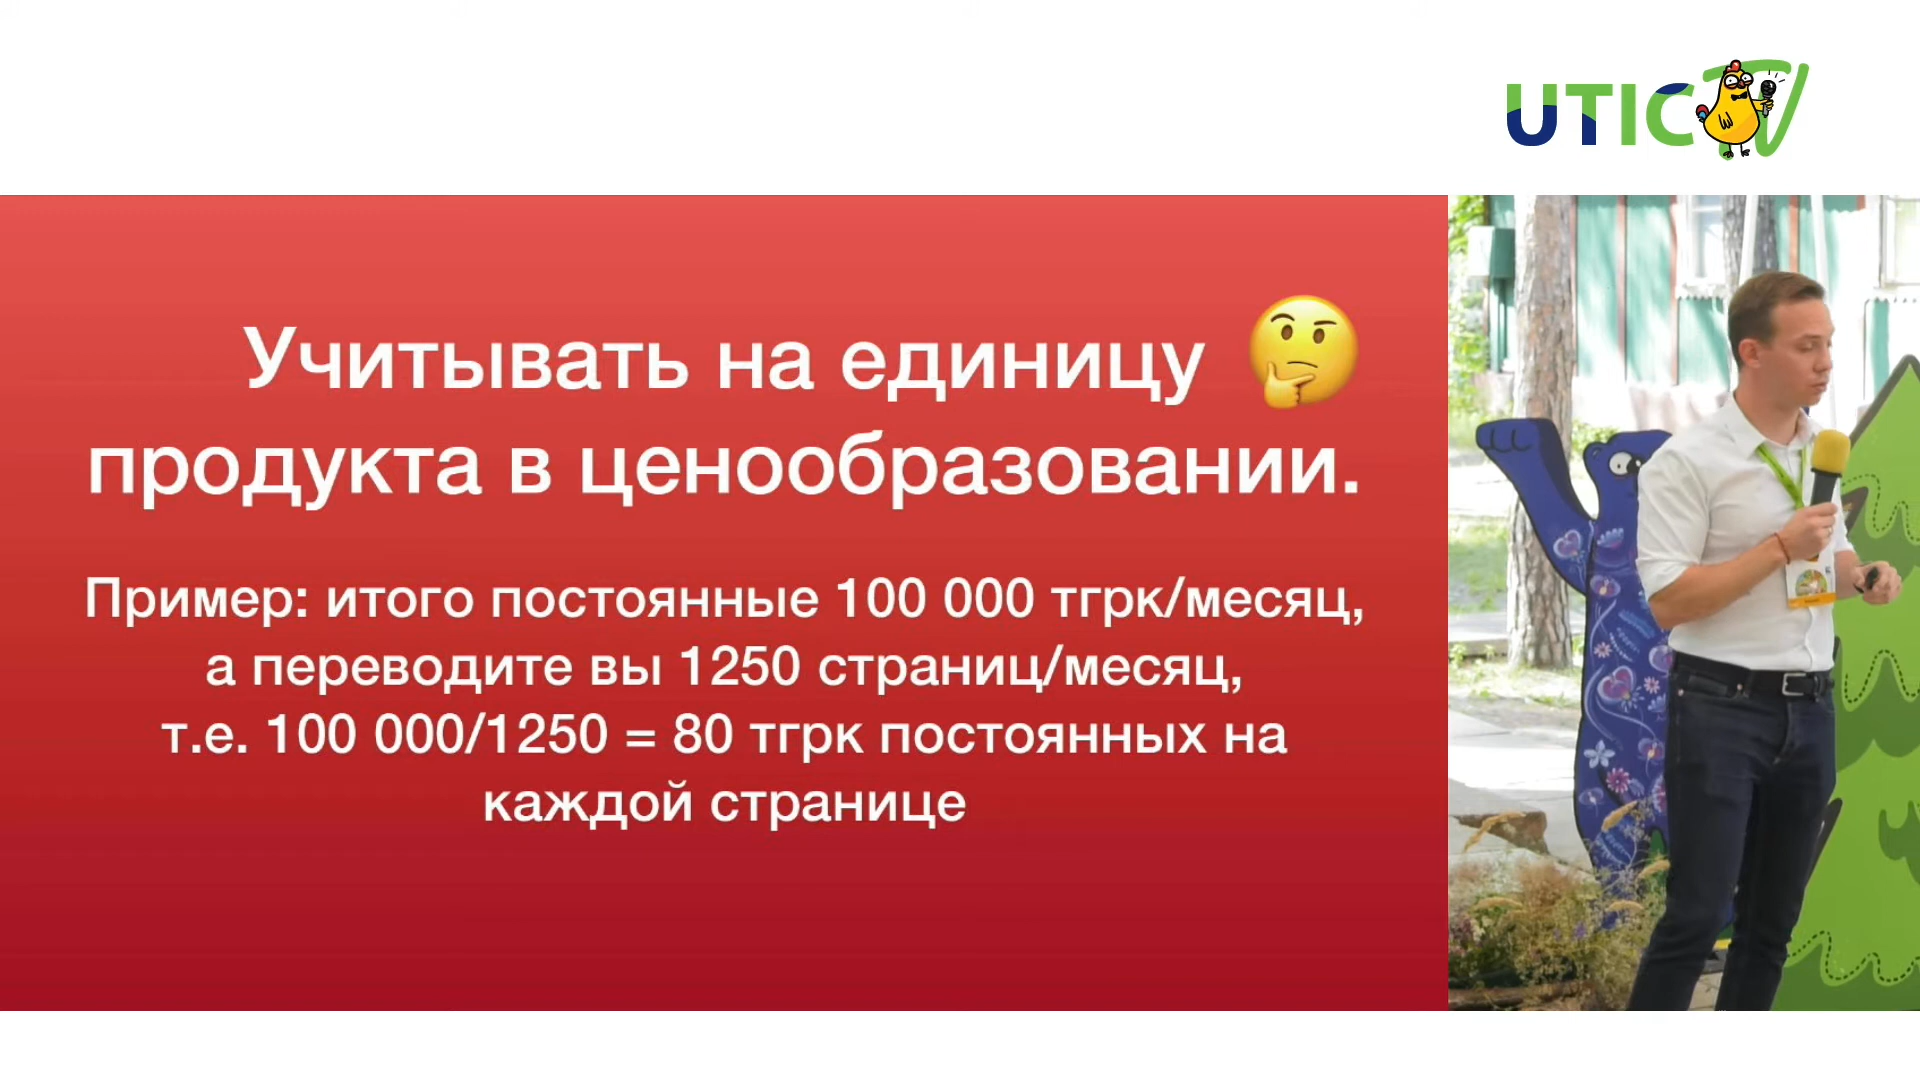 UTIC TV
Учитывать на единицу
продукта в ценообразовании.
Пример: итого постоянные 100 000 тгрк/месяц,
а переводите вы 1250 страниц/месяц,
т.е. 100 000/1250 = 80 тгрк постоянных на
каждой странице